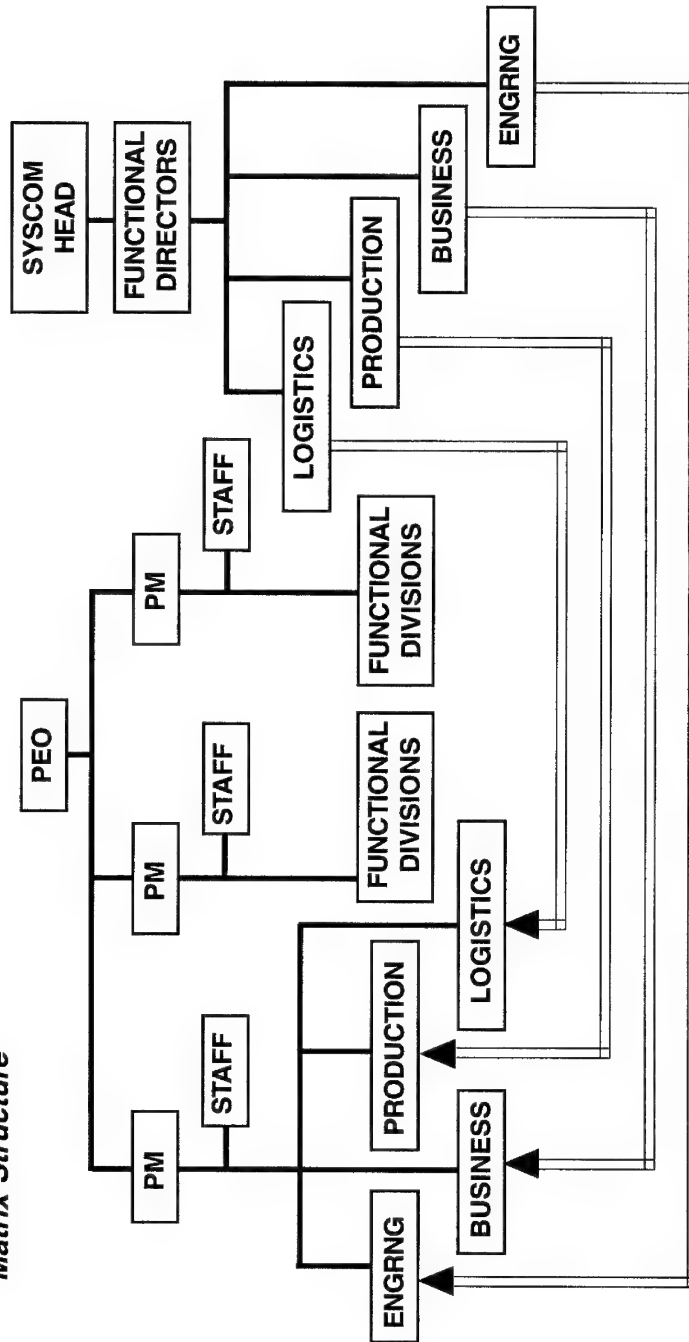 Matrix Structure
PEO
PM
PM
PM
STAFF
STAFF
STAFF
ENGRNG
BUSINESS
PRODUCTION
LOGISTICS
FUNCTIONAL
DIVISIONS
FUNCTIONAL
DIVISIONS
SYSCOM
HEAD
FUNCTIONAL
DIRECTORS
LOGISTICS
PRODUCTION
BUSINESS
ENGRNG